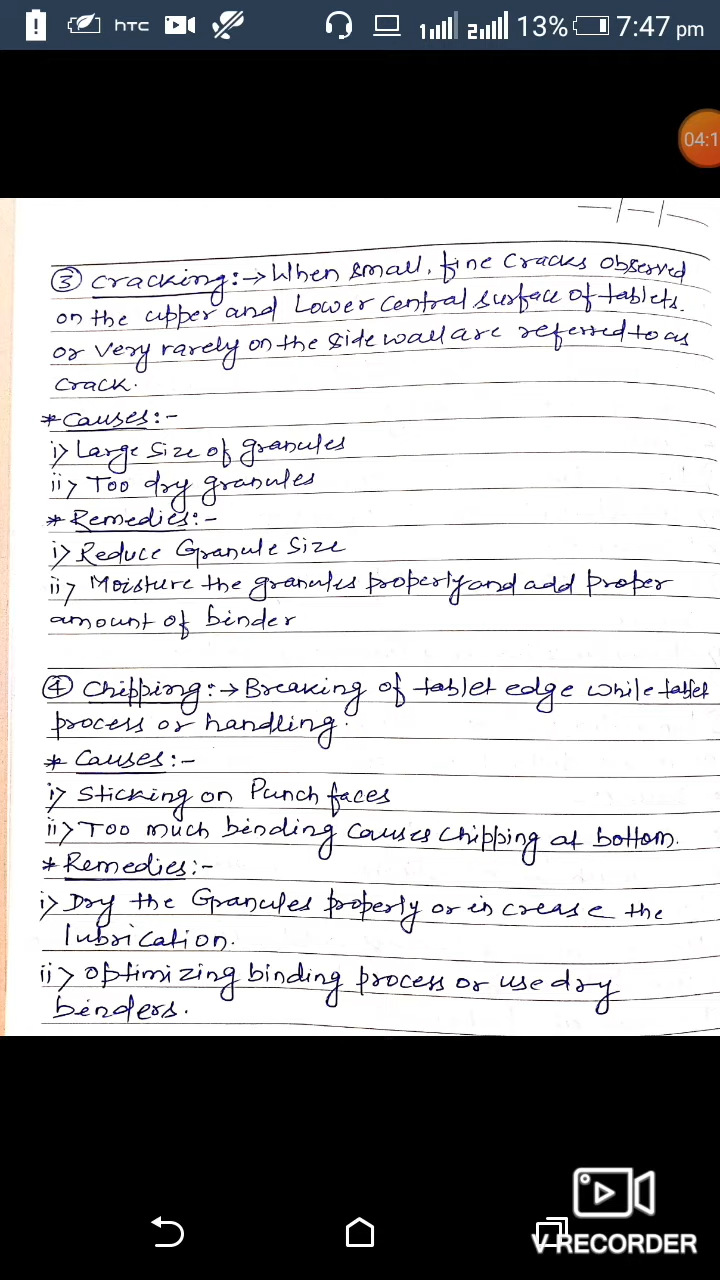 hTC 13% 7:47 pm
04:1
③ Cracking:→ When small, fine cracks observed
on the upper and Lower central surface of tablets.
or very rarely on the side wall are referred to as
crack.
* Causes:-
i> Large size of granules
ii> Too dry granules
* Remedies:-
i> Reduce Granule size
ii> Moisture the granules properly and add proper
amount of binder
④ Chipping:→ Breaking of tablet edge while tablet
process or handling.
* Causes:-
i> Sticking on Punch faces
ii> Too much binding causes chipping at bottom.
* Remedies:-
i> Dry the Granules properly or increase the
lubrication.
ii> optimizing binding process or use dry
binders.
V RECORDER